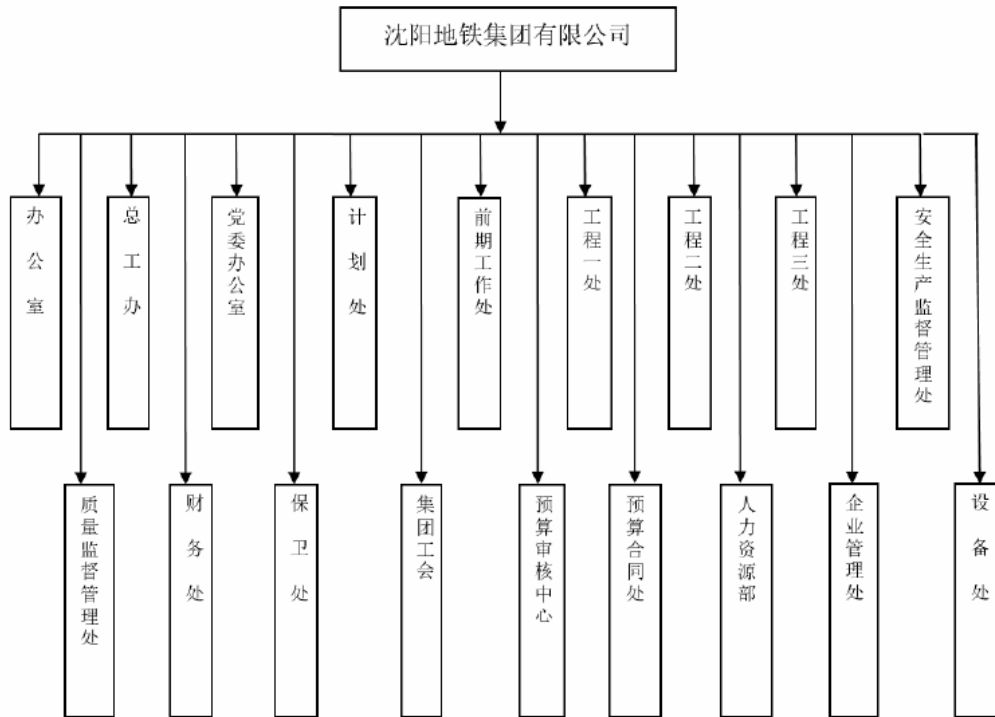 沈阳地铁集团有限公司
办公室
总工办
党委办公室
计划处
前期工作处
工程一处
工程二处
工程三处
安全生产监督管理处
质量监督管理处
财务处
保卫处
集团工会
预算审核中心
预算合同处
人力资源部
企业管理处
设备处